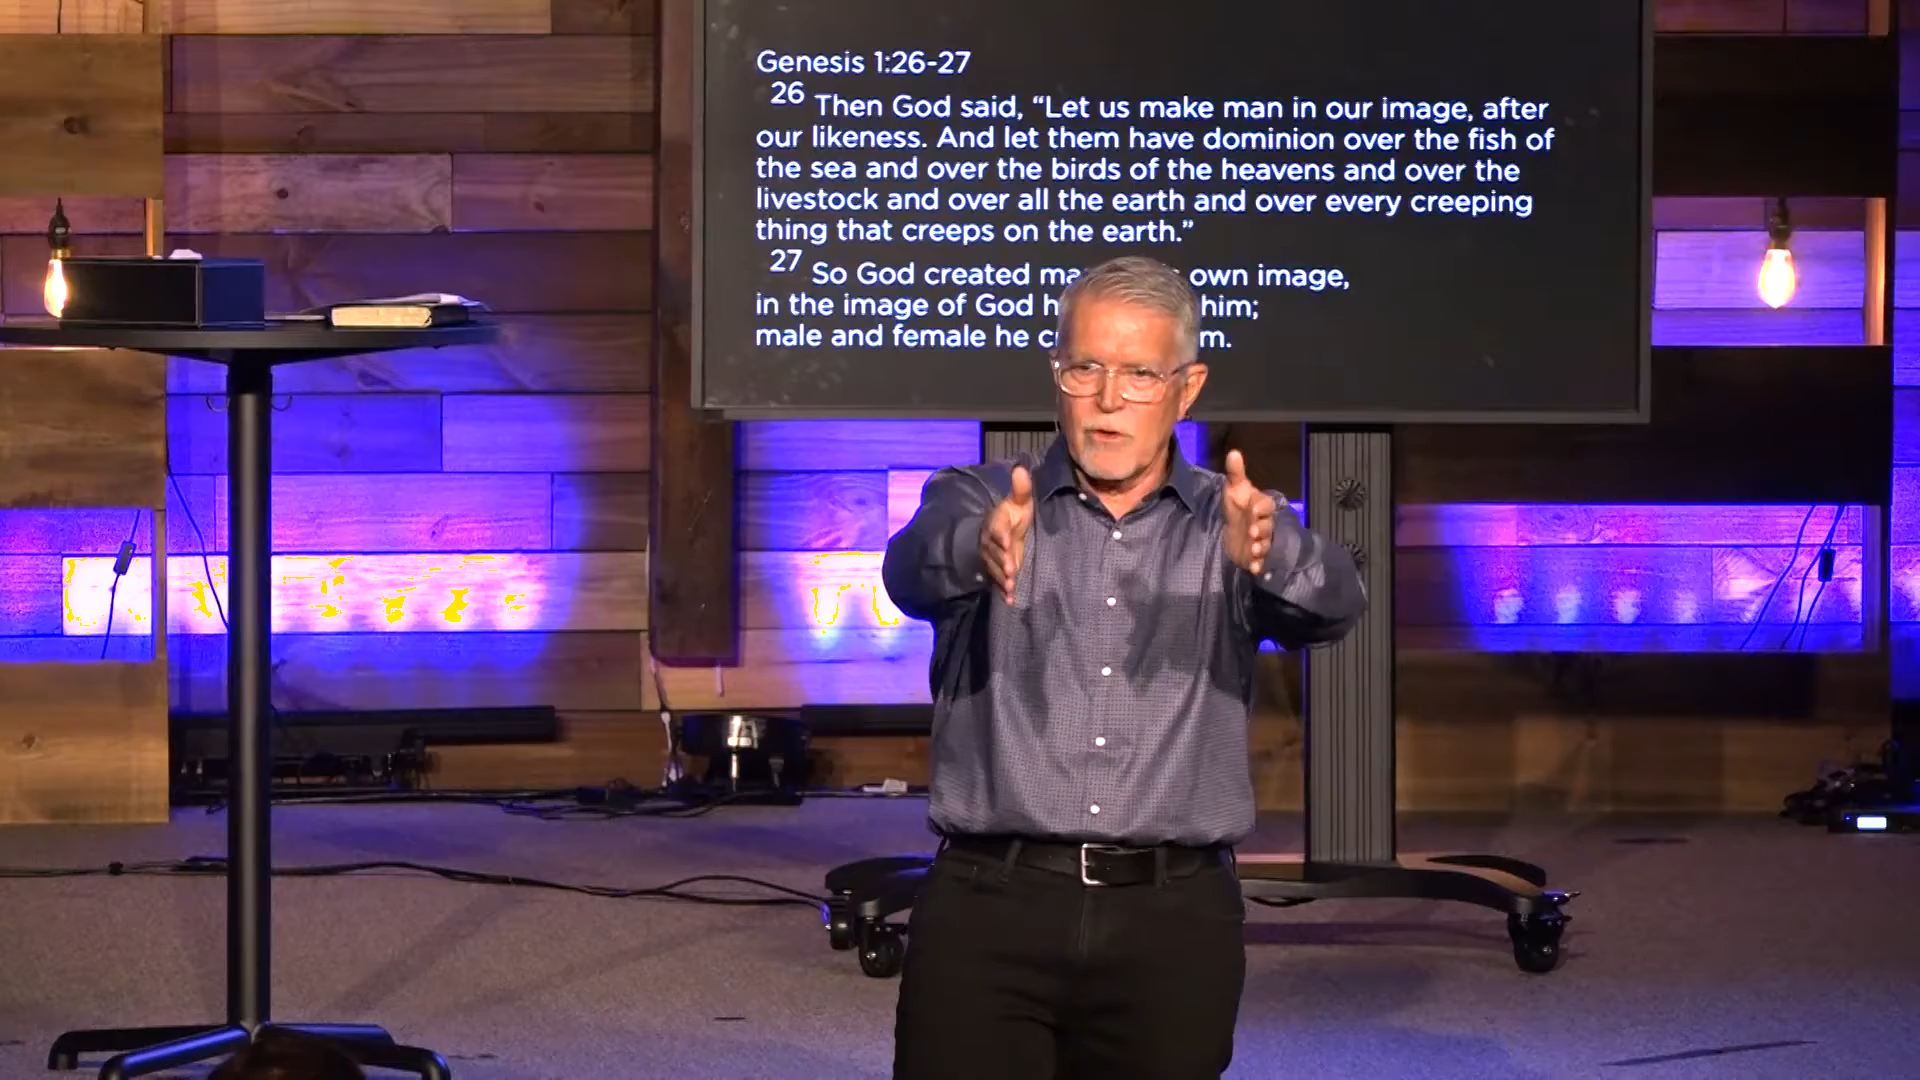 Genesis 1:26-27
26 Then God said, “Let us make man in our image, after
our likeness. And let them have dominion over the fish of
the sea and over the birds of the heavens and over the
livestock and over all the earth and over every creeping
thing that creeps on the earth.”
27 So God created own image,
in the image of God him;
male and female he